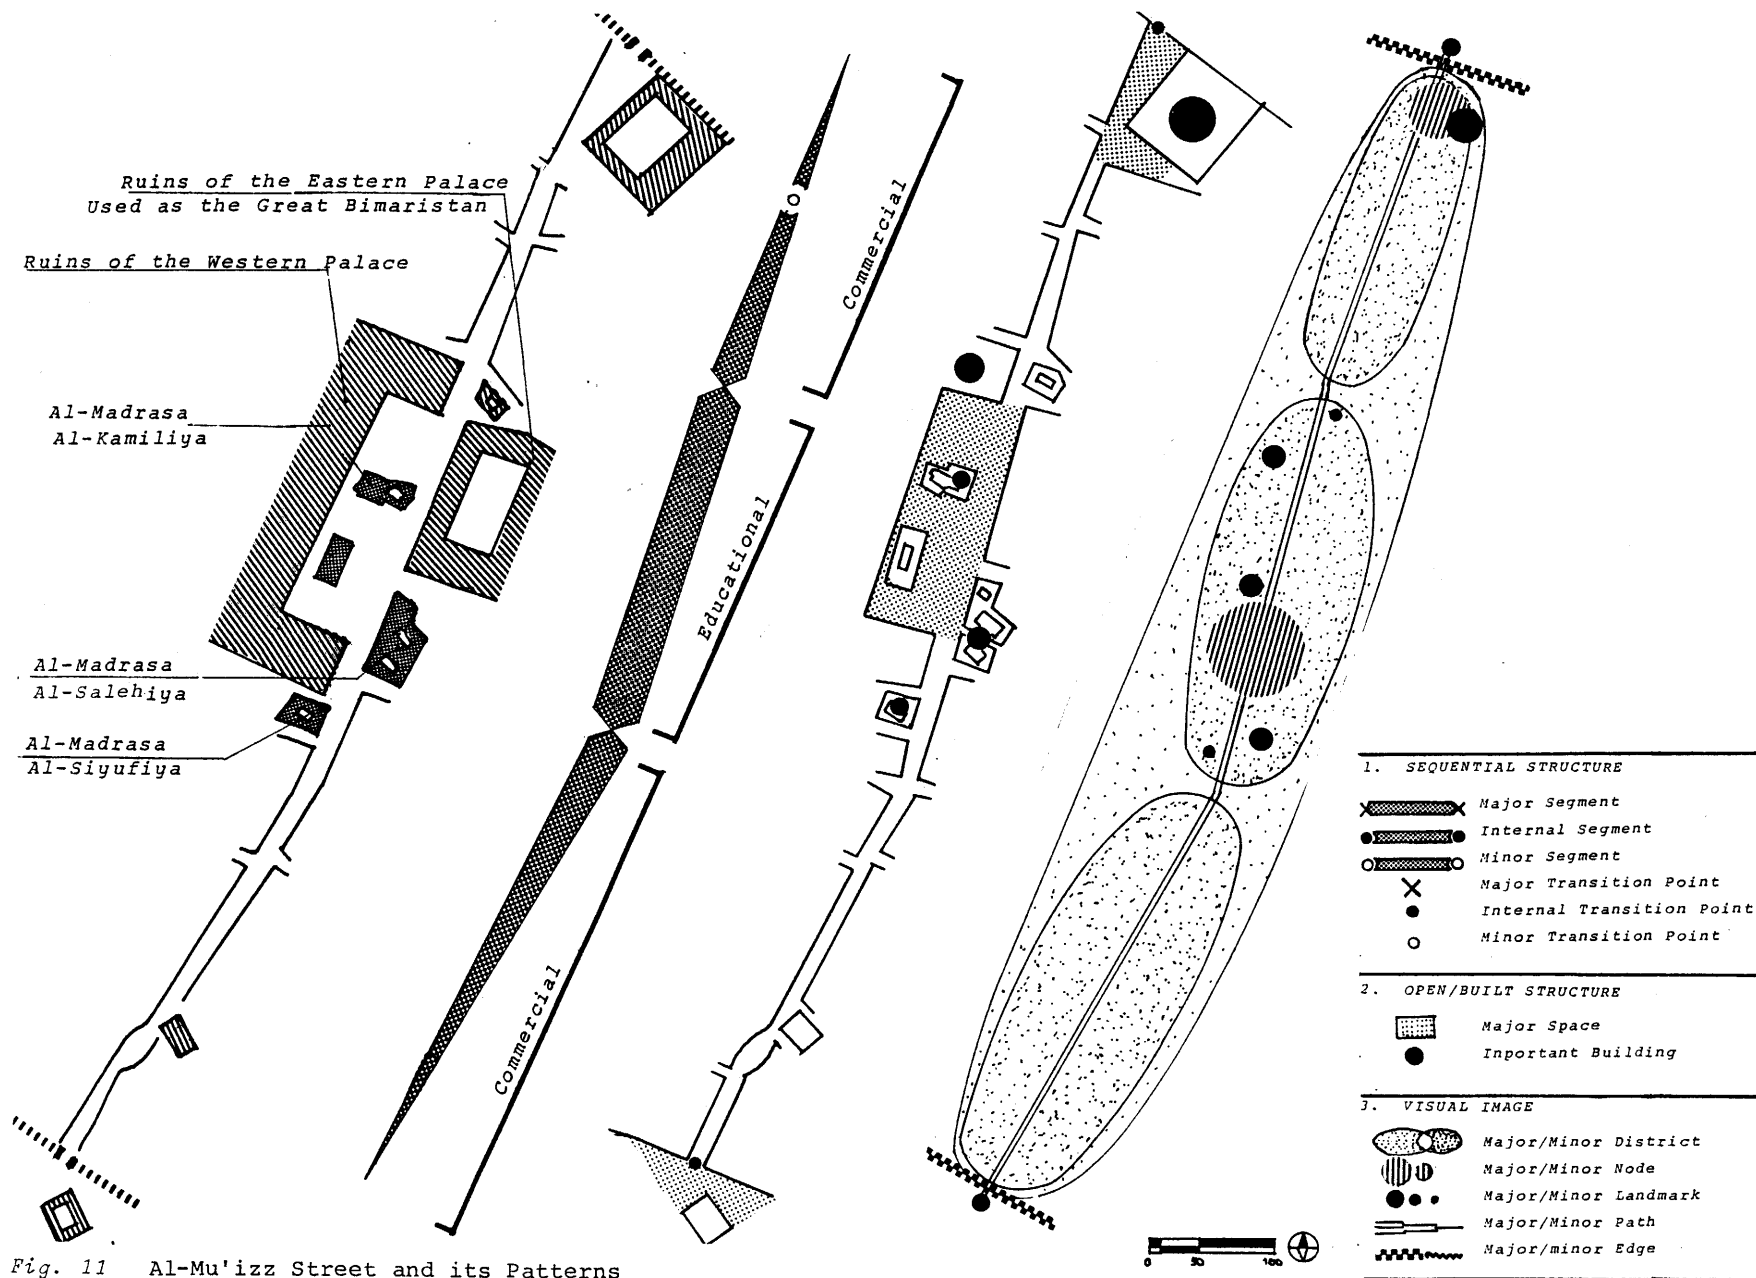 Ruins of the Eastern Palace
Used as the Great Bimaristan
Ruins of the Western Palace
Al-Madrasa
Al-Kamiliya
Al-Madrasa
Al-Salehiya
Al-Madrasa
Al-Siyufiya
Commercial
Educational
Commercial
1. SEQUENTIAL STRUCTURE
Major Segment
Internal Segment
Minor Segment
Major Transition Point
Internal Transition Point
Minor Transition Point
2. OPEN/BUILT STRUCTURE
Major Space
Inportant Building
3. VISUAL IMAGE
Major/Minor District
Major/Minor Node
Major/Minor Landmark
Major/Minor Path
Major/minor Edge
0 50 100
Fig. 11 Al-Mu'izz Street and its Patterns